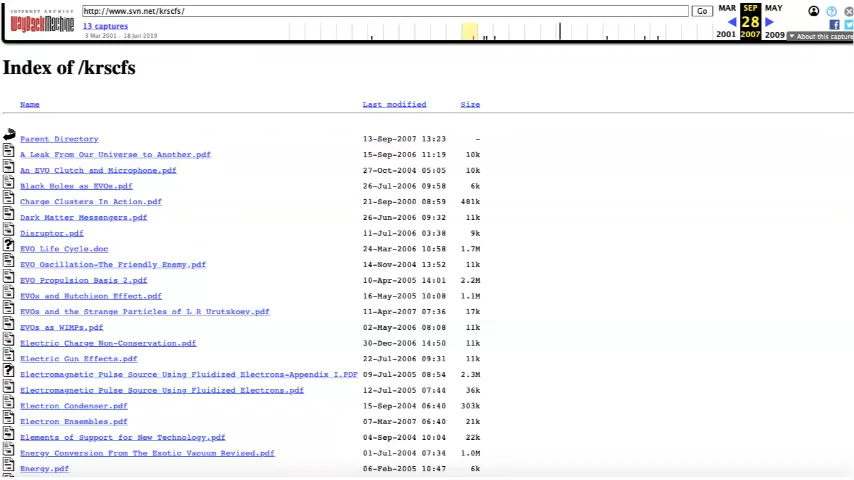 INTERNET ARCHIVE
WayBackMachine
http://www.svn.net/krscfs/
Go
MAR SEP MAY
13 captures
28
3 Mar 2001 - 18 Jun 2019
2001 2007 2009
About this capture
Index of /krscfs
Name Last modified Size
Parent Directory 13-Sep-2007 13:23 -
A Leak From Our Universe to Another.pdf 15-Sep-2006 11:19 10k
An EVO Clutch and Microphone.pdf 27-Oct-2004 05:05 10k
Black Holes as EVOs.pdf 26-Jul-2006 09:58 6k
Charge Clusters In Action.pdf 21-Sep-2000 08:59 481k
Dark Matter Messengers.pdf 26-Jun-2006 09:32 11k
Disruptor.pdf 11-Jul-2006 03:38 9k
EVO Life Cycle.doc 24-Mar-2006 10:58 1.7M
EVO Oscillation-The Friendly Enemy.pdf 14-Nov-2004 13:52 11k
EVO Propulsion Basis 2.pdf 10-Apr-2005 14:01 2.2M
EVOs and Hutchison Effect.pdf 16-May-2005 10:08 1.1M
EVOs and the Strange Particles of L R Urutskoev.pdf 11-Apr-2007 07:36 17k
EVOs as WIMPs.pdf 02-May-2006 08:08 11k
Electric Charge Non-Conservation.pdf 30-Dec-2006 14:50 11k
Electric Gun Effects.pdf 22-Jul-2006 09:31 11k
Electromagnetic Pulse Source Using Fluidized Electrons-Appendix I.PDF 09-Jul-2005 08:54 2.3M
Electromagnetic Pulse Source Using Fluidized Electrons.pdf 12-Jul-2005 07:44 36k
Electron Condenser.pdf 15-Sep-2004 06:40 303k
Electron Ensembles.pdf 07-Mar-2007 06:40 21k
Elements of Support for New Technology.pdf 04-Sep-2004 10:04 22k
Energy Conversion From The Exotic Vacuum Revised.pdf 01-Jul-2004 07:34 1.0M
Energy.pdf 06-Feb-2005 10:47 6k